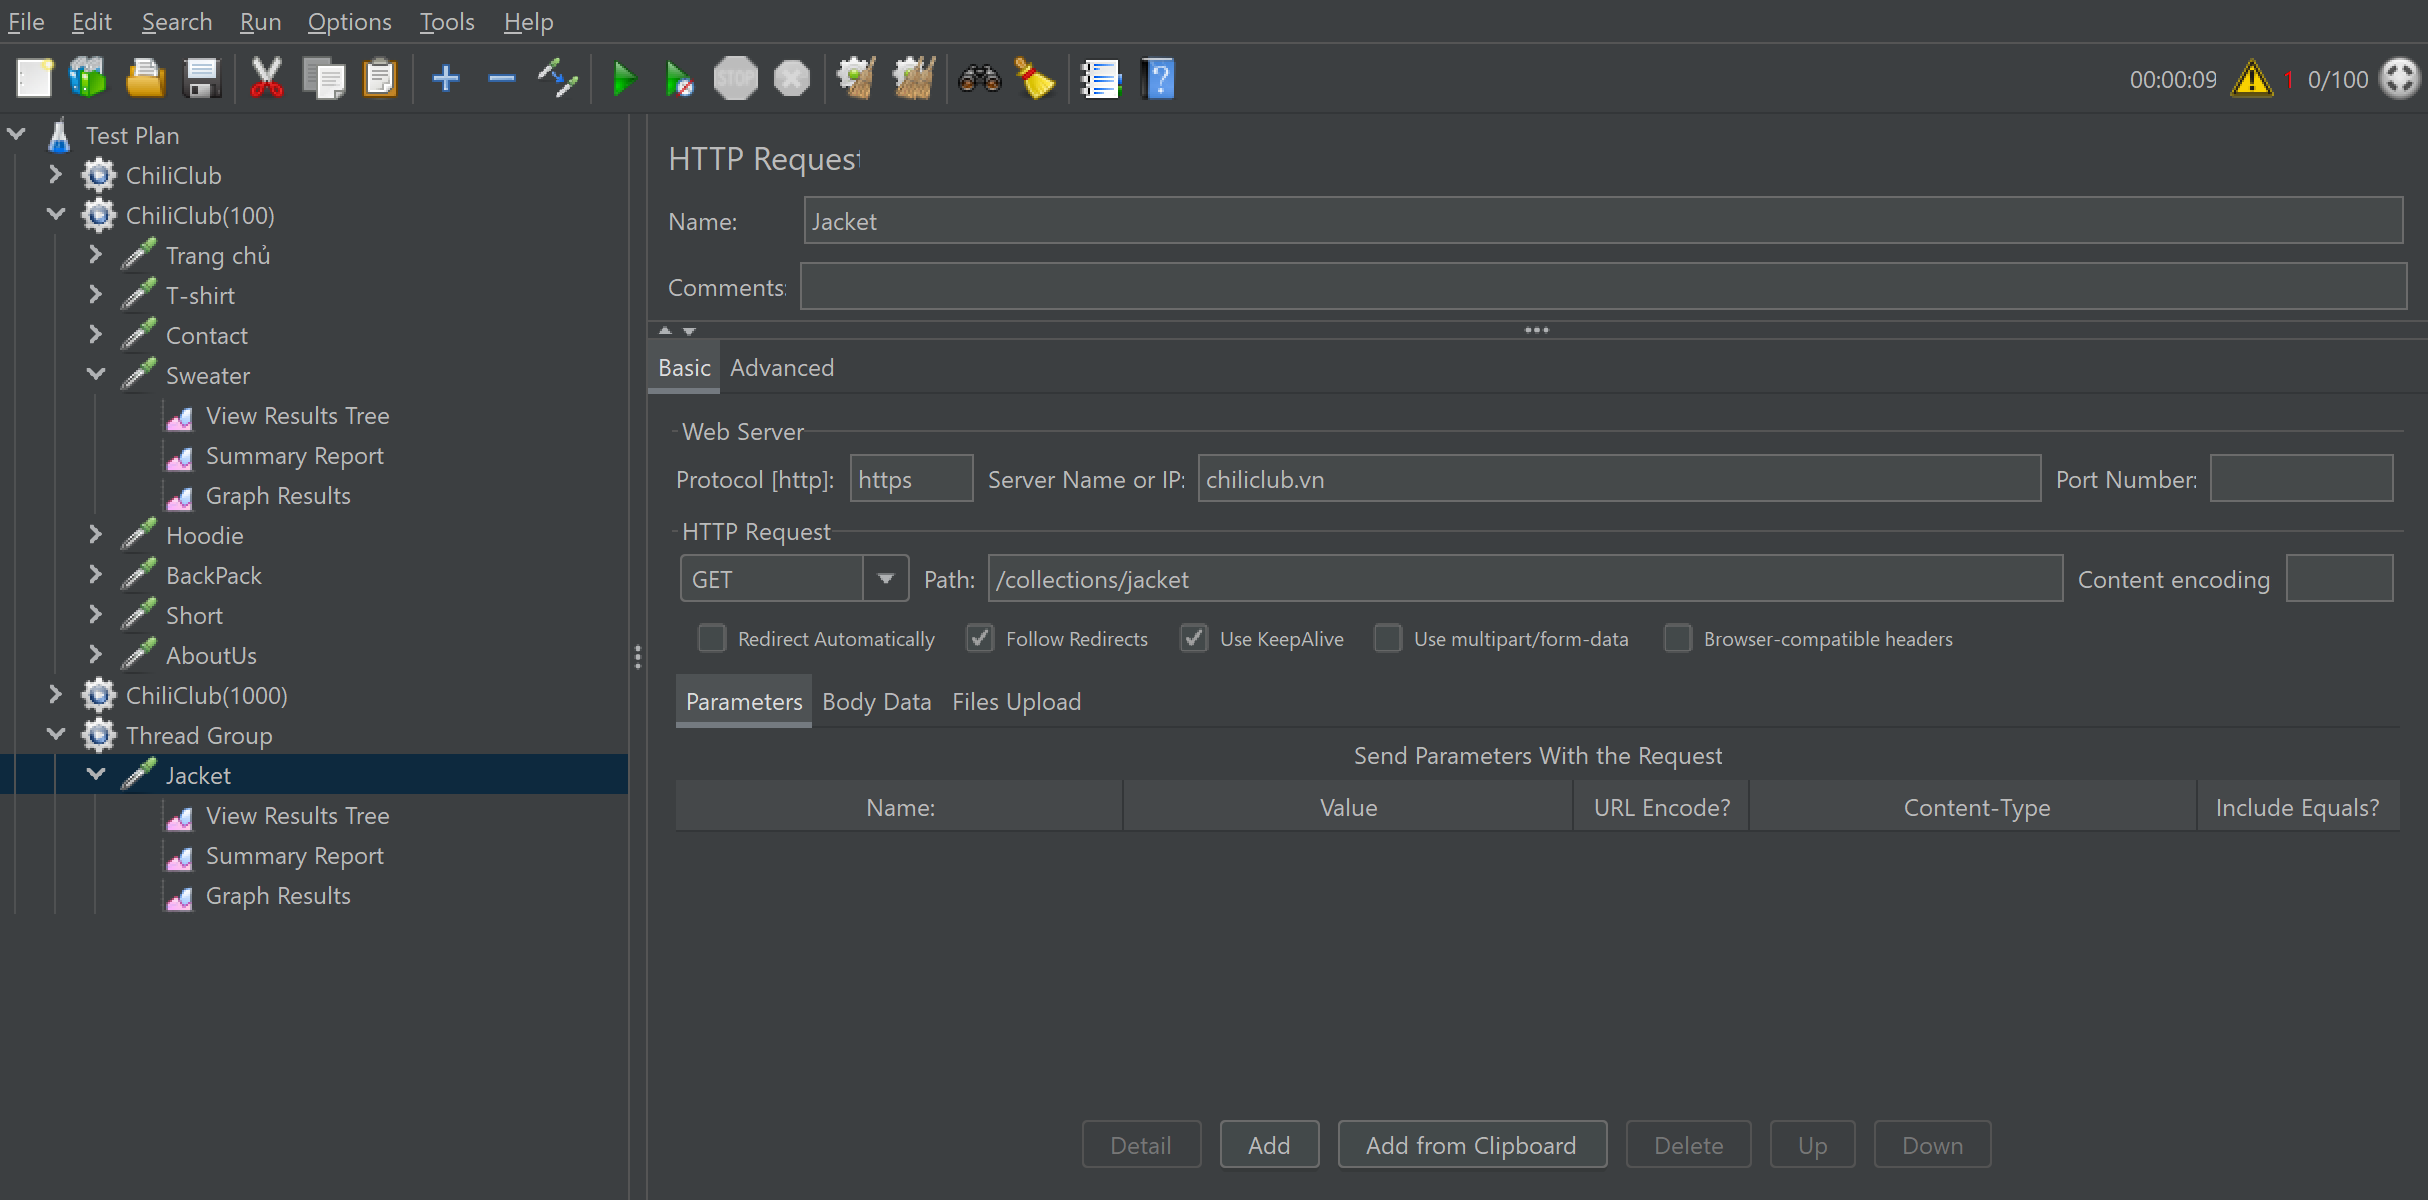 File Edit Search Run Options Tools Help
STOP
00:00:09 1 0/100
Test Plan
ChiliClub
ChiliClub(100)
Trang chủ
T-shirt
Contact
Sweater
View Results Tree
Summary Report
Graph Results
Hoodie
BackPack
Short
AboutUs
ChiliClub(1000)
Thread Group
Jacket
View Results Tree
Summary Report
Graph Results
HTTP Request
Name: Jacket
Comments:
Basic Advanced
Web Server
Protocol [http]: https Server Name or IP: chiliclub.vn Port Number:
HTTP Request
GET Path: /collections/jacket Content encoding
Redirect Automatically Follow Redirects Use KeepAlive Use multipart/form-data Browser-compatible headers
Parameters Body Data Files Upload
Send Parameters With the Request
Name: Value URL Encode? Content-Type Include Equals?
Detail Add Add from Clipboard Delete Up Down